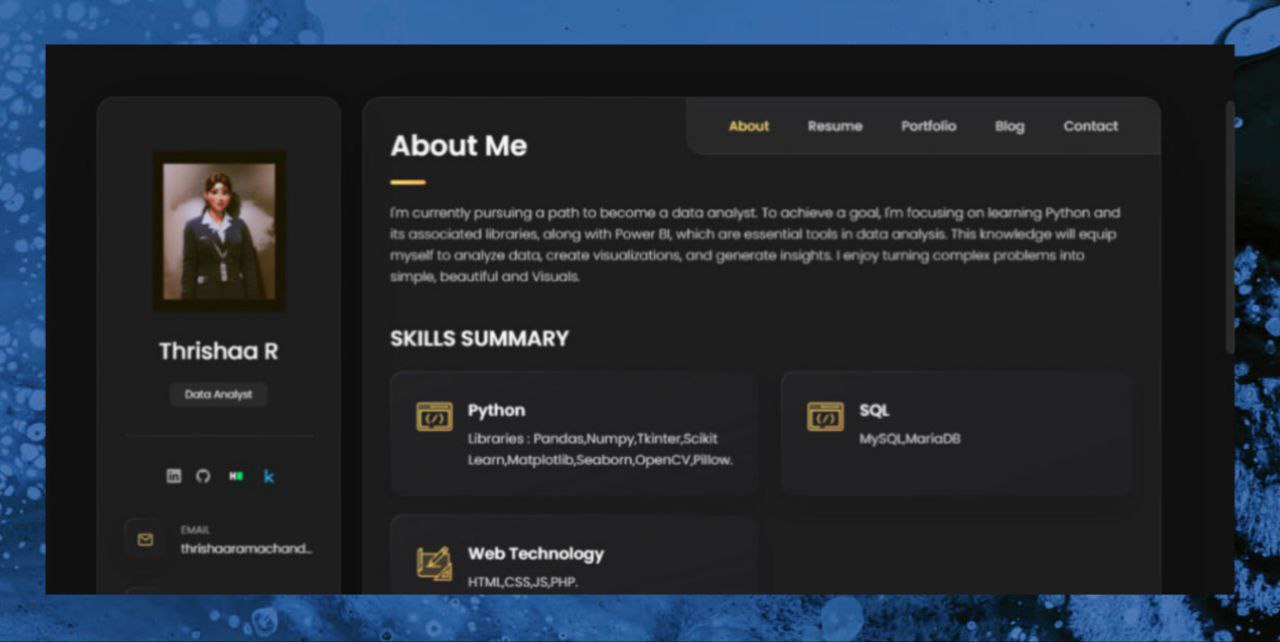 About Resume Portfolio Blog Contact
Thrishaa R
Data Analyst
EMAIL
thrishaaramachand...
About Me
I'm currently pursuing a path to become a data analyst. To achieve a goal, I'm focusing on learning Python and
its associated libraries, along with Power BI, which are essential tools in data analysis. This knowledge will equip
myself to analyze data, create visualizations, and generate insights. I enjoy turning complex problems into
simple, beautiful and Visuals.
SKILLS SUMMARY
Python
Libraries : Pandas,Numpy,Tkinter,Scikit
Learn,Matplotlib,Seaborn,OpenCV,Pillow.
SQL
MySQL,MariaDB
Web Technology
HTML,CSS,JS,PHP.